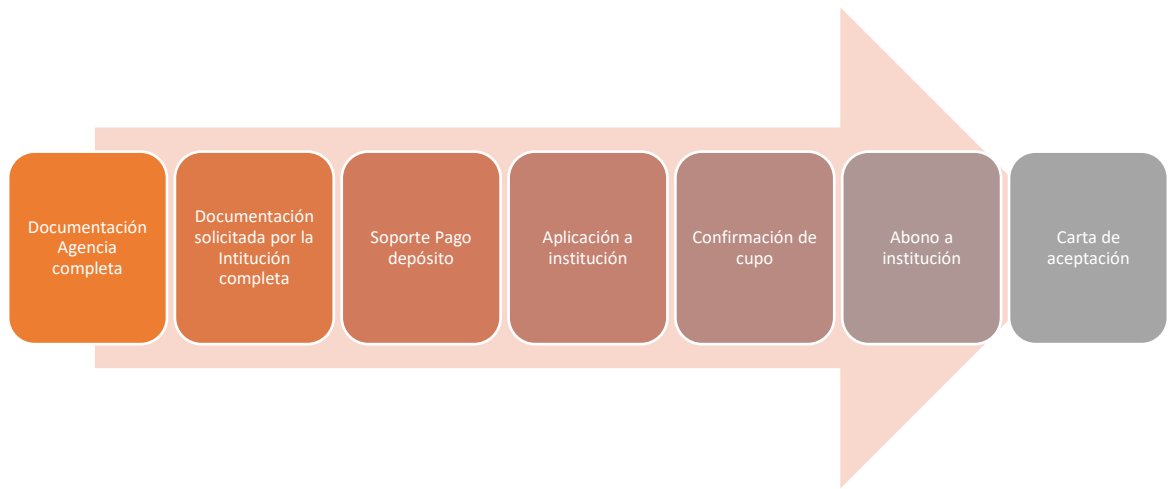 Documentación
Agencia
completa
Documentación
solicitada por la
Intitución
completa
Soporte Pago
depósito
Aplicación a
institución
Confirmación de
cupo
Abono a
institución
Carta de
aceptación